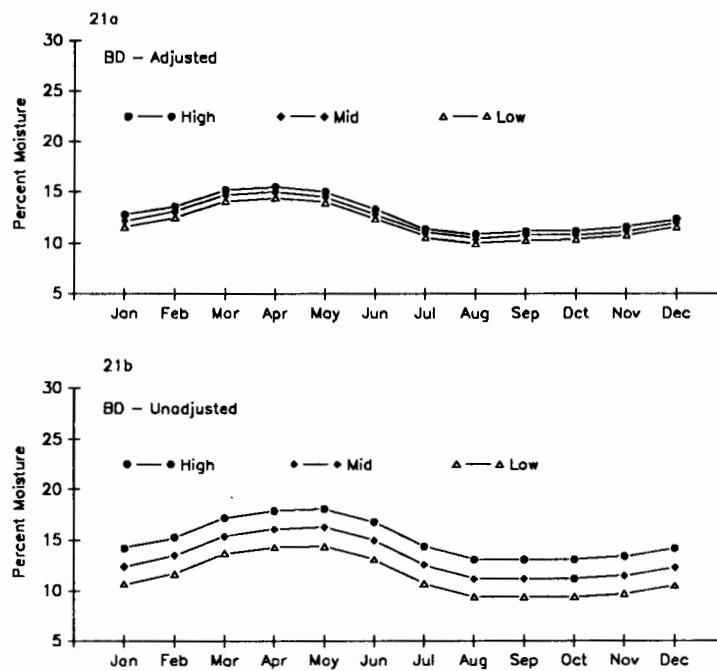 21a
BD – Adjusted
High Mid Low
Percent Moisture
30
25
20
15
10
5
Jan Feb Mar Apr May Jun Jul Aug Sep Oct Nov Dec
21b
BD – Unadjusted
High Mid Low
Percent Moisture
30
25
20
15
10
5
Jan Feb Mar Apr May Jun Jul Aug Sep Oct Nov Dec